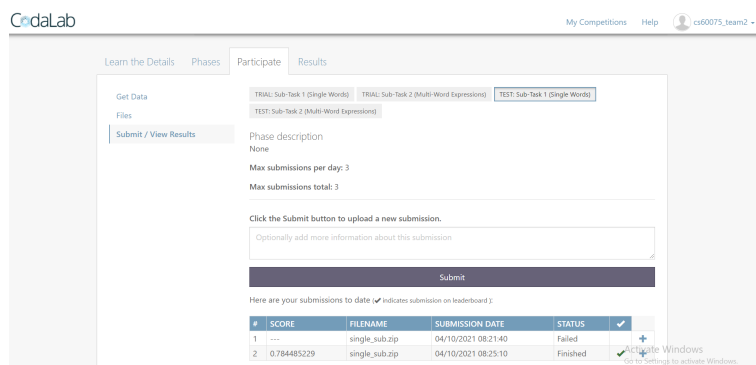 CodaLab
My Competitions Help cs60075_team2
Learn the Details Phases Participate Results
Get Data
Files
Submit / View Results
TRIAL: Sub-Task 1 (Single Words) TRIAL: Sub-Task 2 (Multi-Word Expressions) TEST: Sub-Task 1 (Single Words)
TEST: Sub-Task 2 (Multi-Word Expressions)
Phase description
None
Max submissions per day: 3
Max submissions total: 3
Click the Submit button to upload a new submission.
Optionally add more information about this submission
Submit
Here are your submissions to date (✔ indicates submission on leaderboard ):
# SCORE FILENAME SUBMISSION DATE STATUS ✔
1 --- single_sub.zip 04/10/2021 08:21:40 Failed +
2 0.784485229 single_sub.zip 04/10/2021 08:25:10 Finished ✔ +
Activate Windows
Go to Settings to activate Windows.